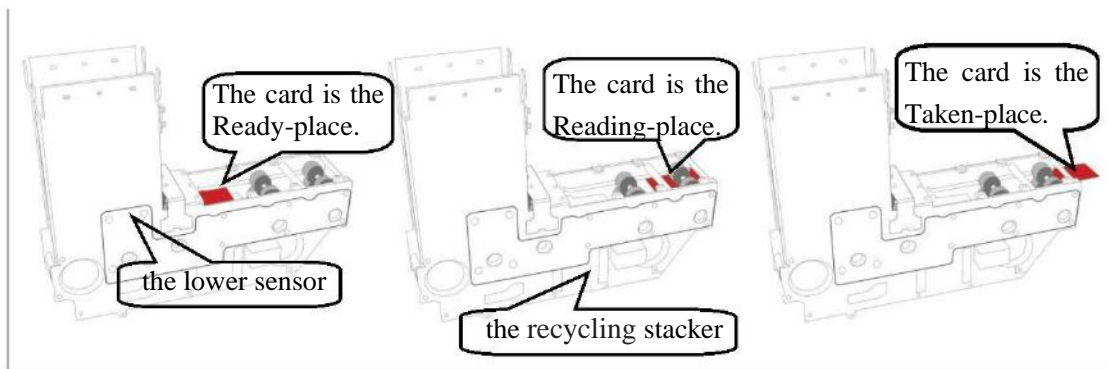 The card is the
Ready-place.
The card is the
Reading-place.
The card is the
Taken-place.
the lower sensor
the recycling stacker